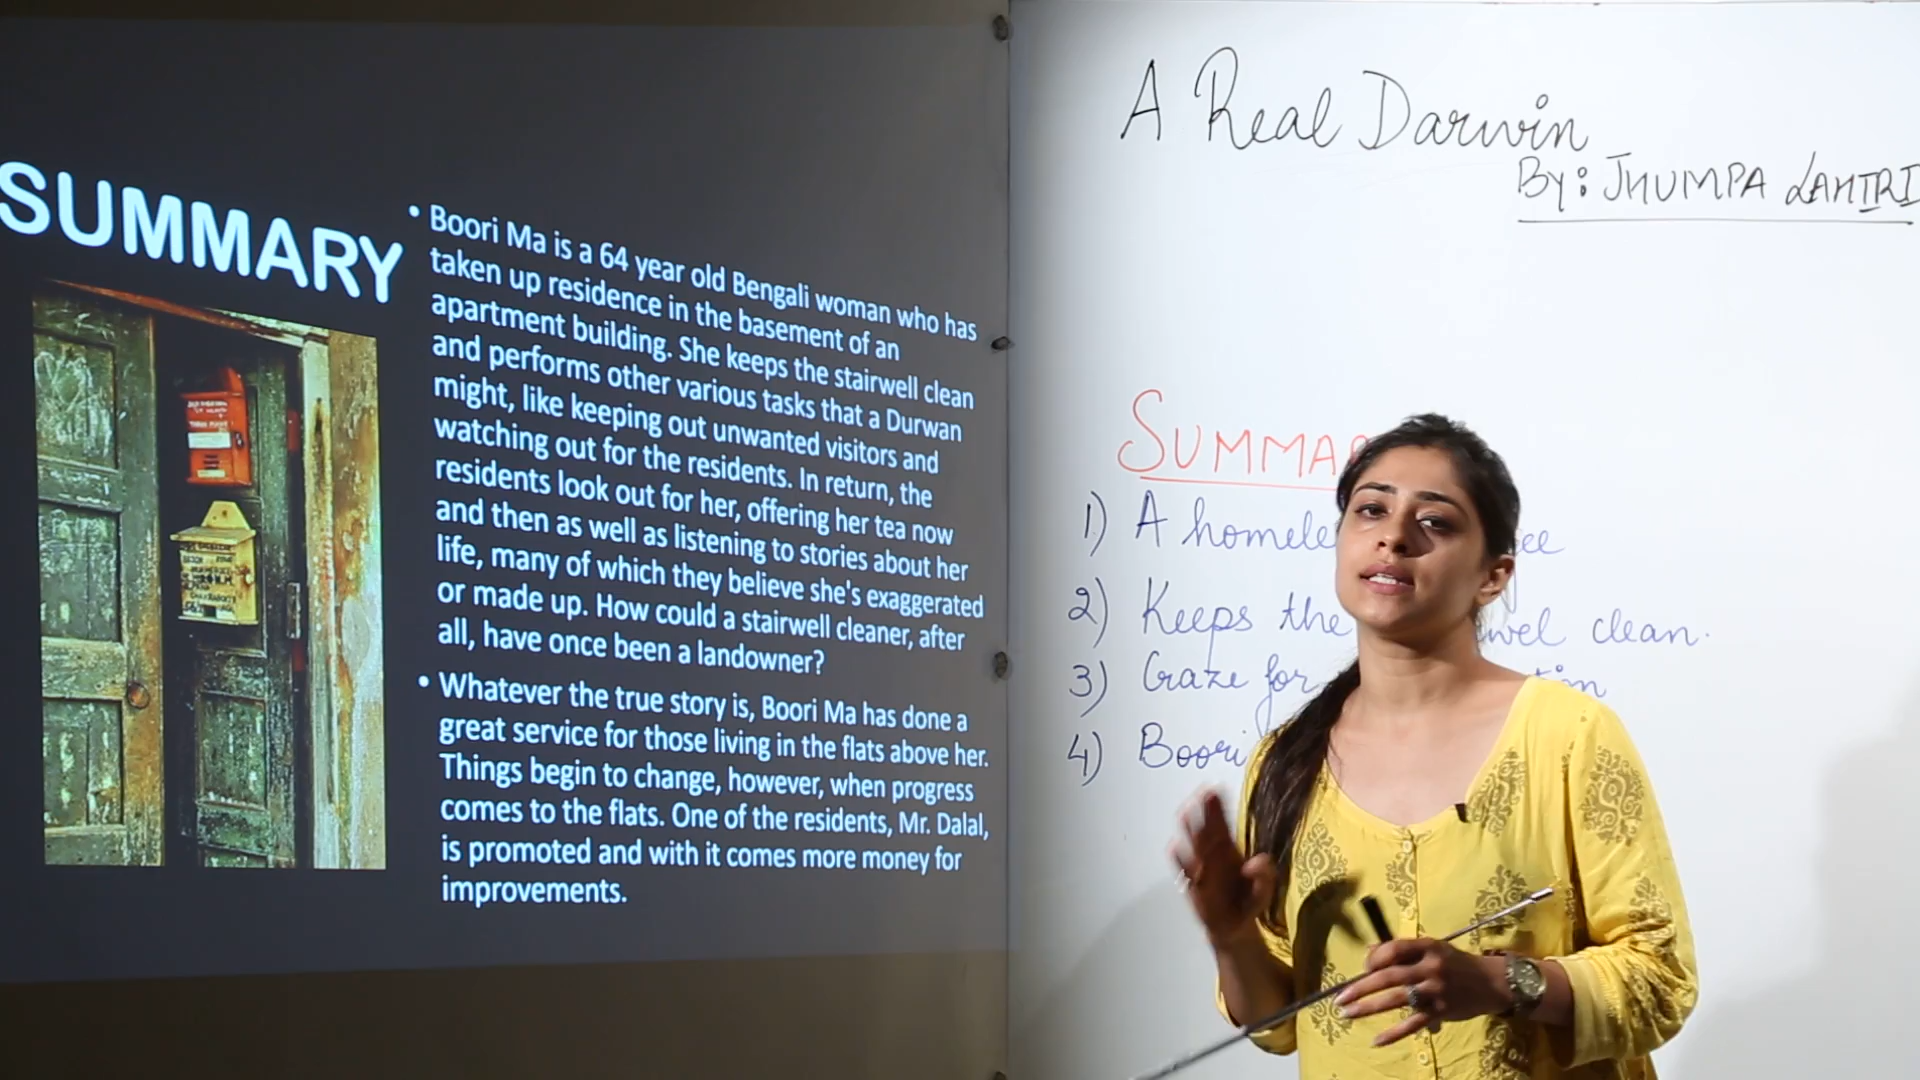 SUMMARY
• Boori Ma is a 64 year old Bengali woman who has
taken up residence in the basement of an
apartment building. She keeps the stairwell clean
and performs other various tasks that a Durwan
might, like keeping out unwanted visitors and
watching out for the residents. In return, the
residents look out for her, offering her tea now
and then as well as listening to stories about her
life, many of which they believe she's exaggerated
or made up. How could a stairwell cleaner, after
all, have once been a landowner?
• Whatever the true story is, Boori Ma has done a
great service for those living in the flats above her.
Things begin to change, however, when progress
comes to the flats. One of the residents, Mr. Dalal,
is promoted and with it comes more money for
improvements.
A Real Darwin
BY: JHUMPA LAHIRI
SUMMA
1) A homele
2) Keeps the wel clean.
3) Craze for
4) Boori